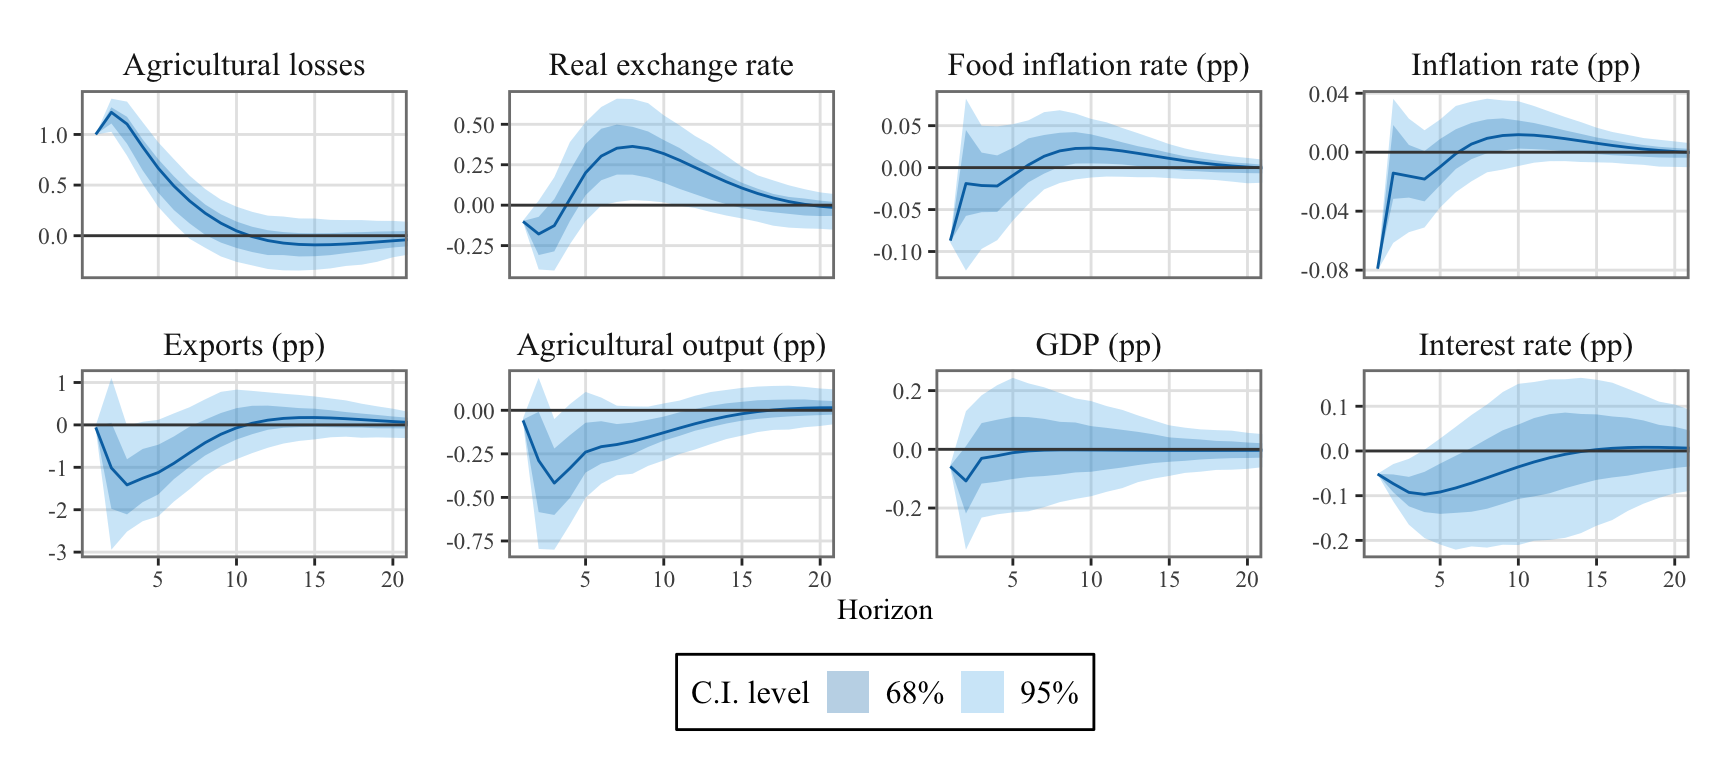 Agricultural losses
Real exchange rate
Food inflation rate (pp)
Inflation rate (pp)
1.0
0.5
0.0
0.50
0.25
0.00
-0.25
0.05
0.00
-0.05
-0.10
0.04
0.00
-0.04
-0.08
Exports (pp)
Agricultural output (pp)
GDP (pp)
Interest rate (pp)
1
0
-1
-2
-3
0.00
-0.25
-0.50
-0.75
0.2
0.0
-0.2
0.1
0.0
-0.1
-0.2
5 10 15 20
5 10 15 20
5 10 15 20
5 10 15 20
Horizon
C.I. level 68% 95%